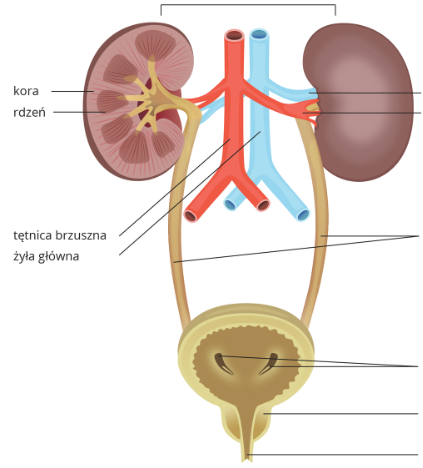 kora
rdzeń
tętnica brzuszna
żyła główna